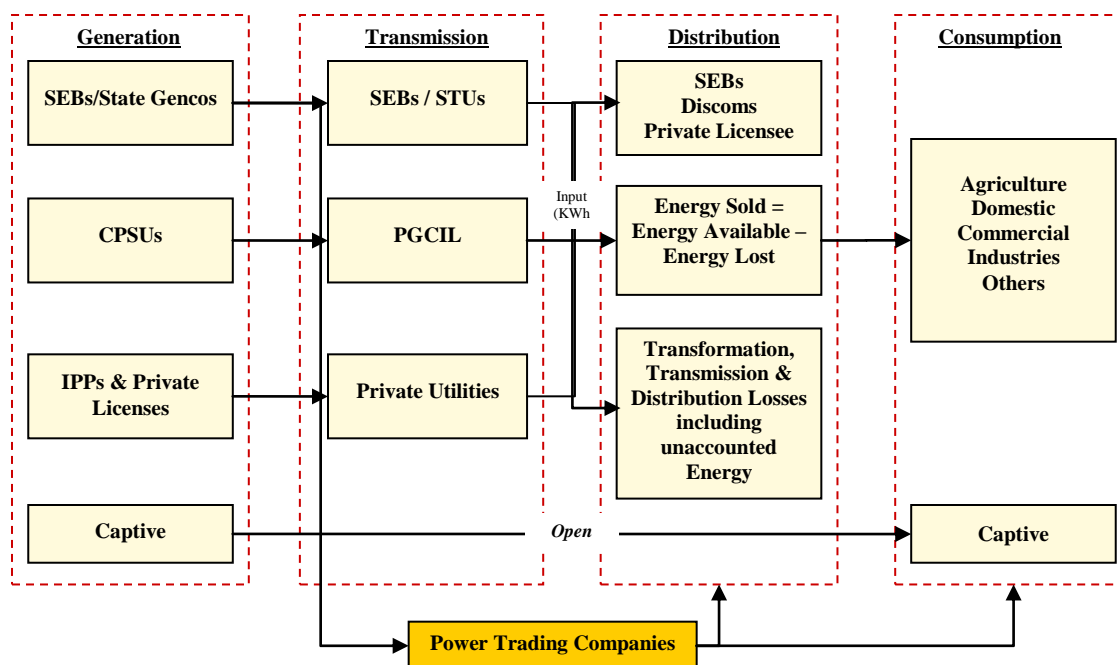 Generation
Transmission
Distribution
Consumption
SEBs/State Gencos
SEBs / STUs
SEBs
Discoms
Private Licensee
Input
(KWh
CPSUs
PGCIL
Energy Sold =
Energy Available –
Energy Lost
Agriculture
Domestic
Commercial
Industries
Others
IPPs & Private
Licenses
Private Utilities
Transformation,
Transmission &
Distribution Losses
including
unaccounted
Energy
Captive
Open
Captive
Power Trading Companies